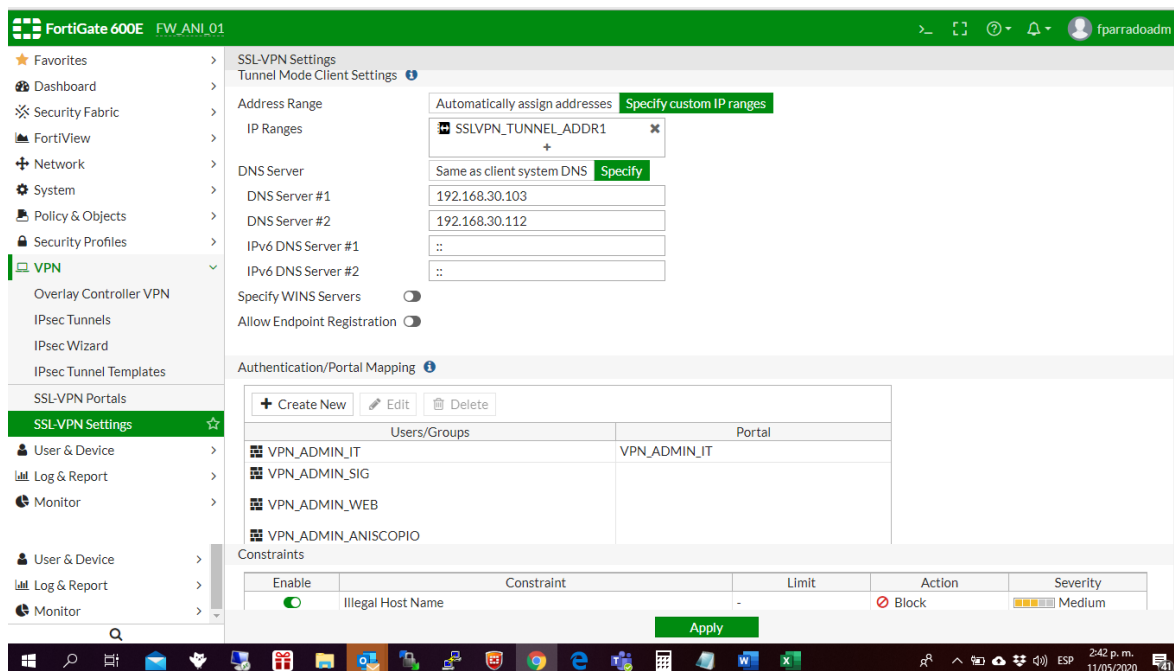 FortiGate 600E FW_ANI_01
>_ fparradoadm
Favorites
Dashboard
Security Fabric
FortiView
Network
System
Policy & Objects
Security Profiles
VPN
Overlay Controller VPN
IPsec Tunnels
IPsec Wizard
IPsec Tunnel Templates
SSL-VPN Portals
SSL-VPN Settings
User & Device
Log & Report
Monitor
User & Device
Log & Report
Monitor
SSL-VPN Settings
Tunnel Mode Client Settings
Address Range Automatically assign addresses Specify custom IP ranges
IP Ranges SSLVPN_TUNNEL_ADDR1
+
DNS Server Same as client system DNS Specify
DNS Server #1 192.168.30.103
DNS Server #2 192.168.30.112
IPv6 DNS Server #1 ::
IPv6 DNS Server #2 ::
Specify WINS Servers
Allow Endpoint Registration
Authentication/Portal Mapping
+ Create New Edit Delete
Users/Groups Portal
VPN_ADMIN_IT VPN_ADMIN_IT
VPN_ADMIN_SIG
VPN_ADMIN_WEB
VPN_ADMIN_ANISCOPIO
Constraints
Enable Constraint Limit Action Severity
Illegal Host Name - Block Medium
Apply
ESP 2:42 p. m.
11/05/2020